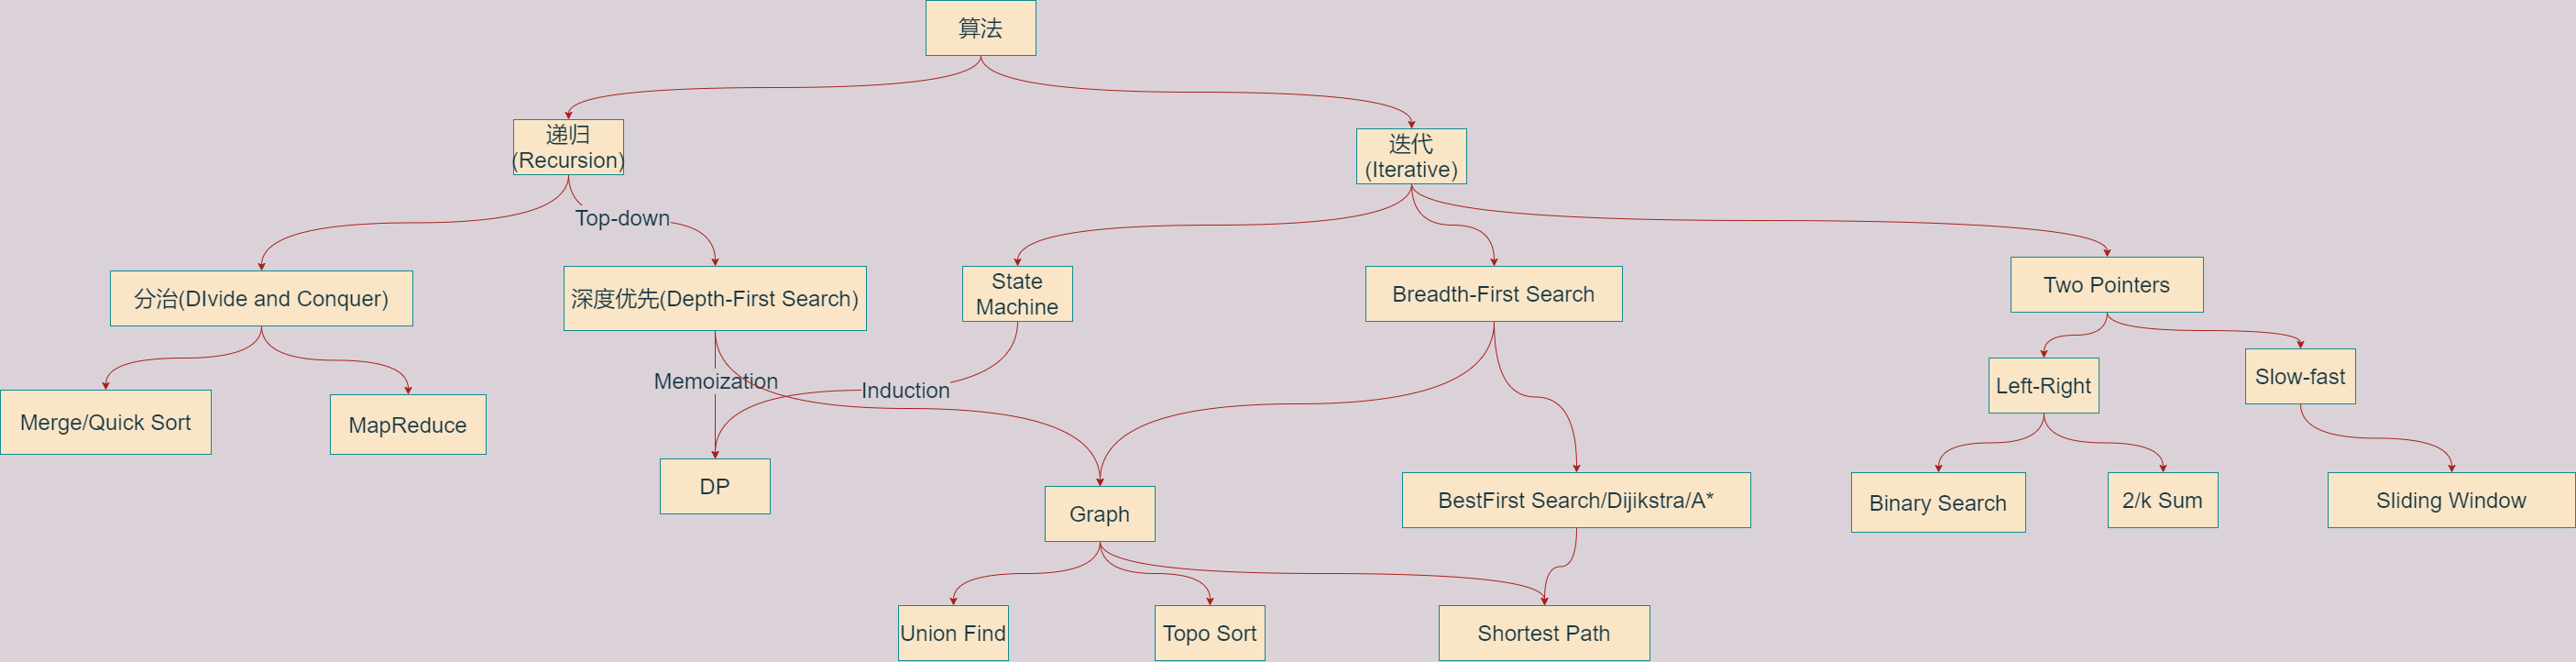 算法
递归
(Recursion)
迭代
(Iterative)
Top-down
分治(DIvide and Conquer)
深度优先(Depth-First Search)
State
Machine
Breadth-First Search
Two Pointers
Memoization
Induction
Left-Right
Slow-fast
Merge/Quick Sort
MapReduce
DP
Graph
BestFirst Search/Dijikstra/A*
Binary Search
2/k Sum
Sliding Window
Union Find
Topo Sort
Shortest Path